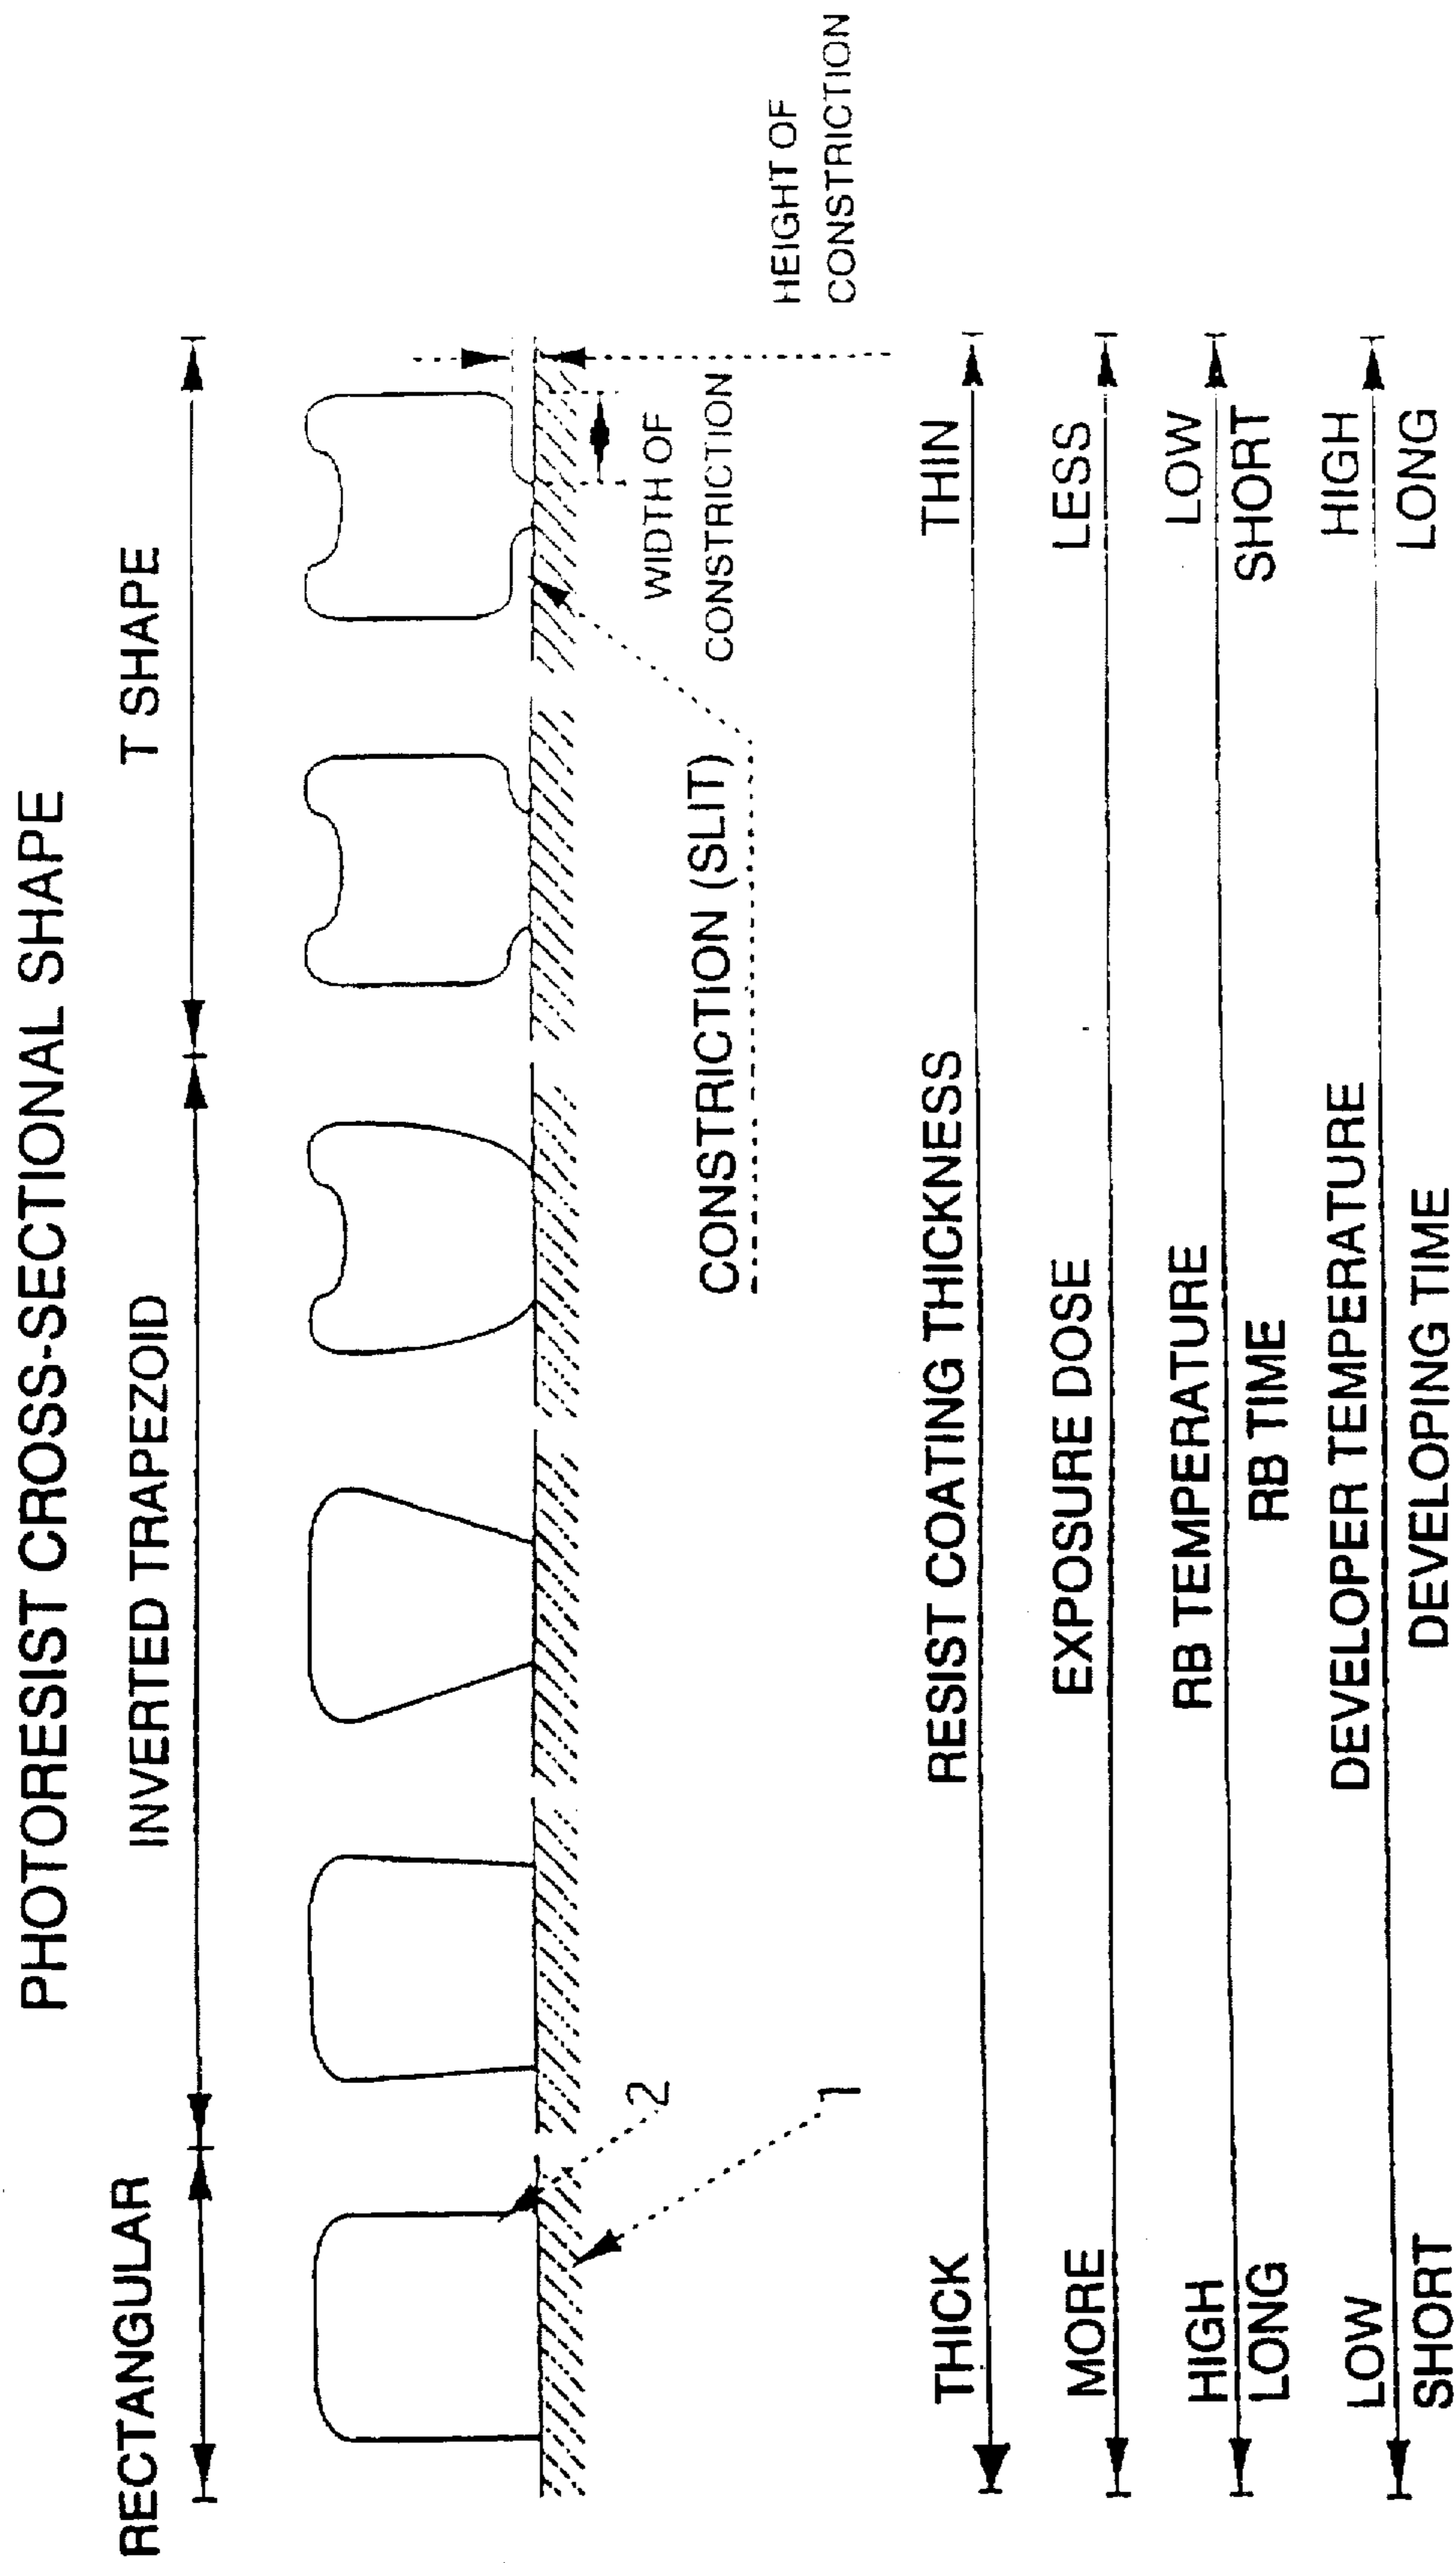 PHOTORESIST CROSS-SECTIONAL SHAPE
RECTANGULAR
INVERTED TRAPEZOID
T SHAPE
2
1
CONSTRICTION (SLIT)
WIDTH OF
CONSTRICTION
HEIGHT OF
CONSTRICTION
THICK
RESIST COATING THICKNESS
THIN
MORE
EXPOSURE DOSE
LESS
HIGH
RB TEMPERATURE
LOW
LONG
RB TIME
SHORT
LOW
DEVELOPER TEMPERATURE
HIGH
SHORT
DEVELOPING TIME
LONG